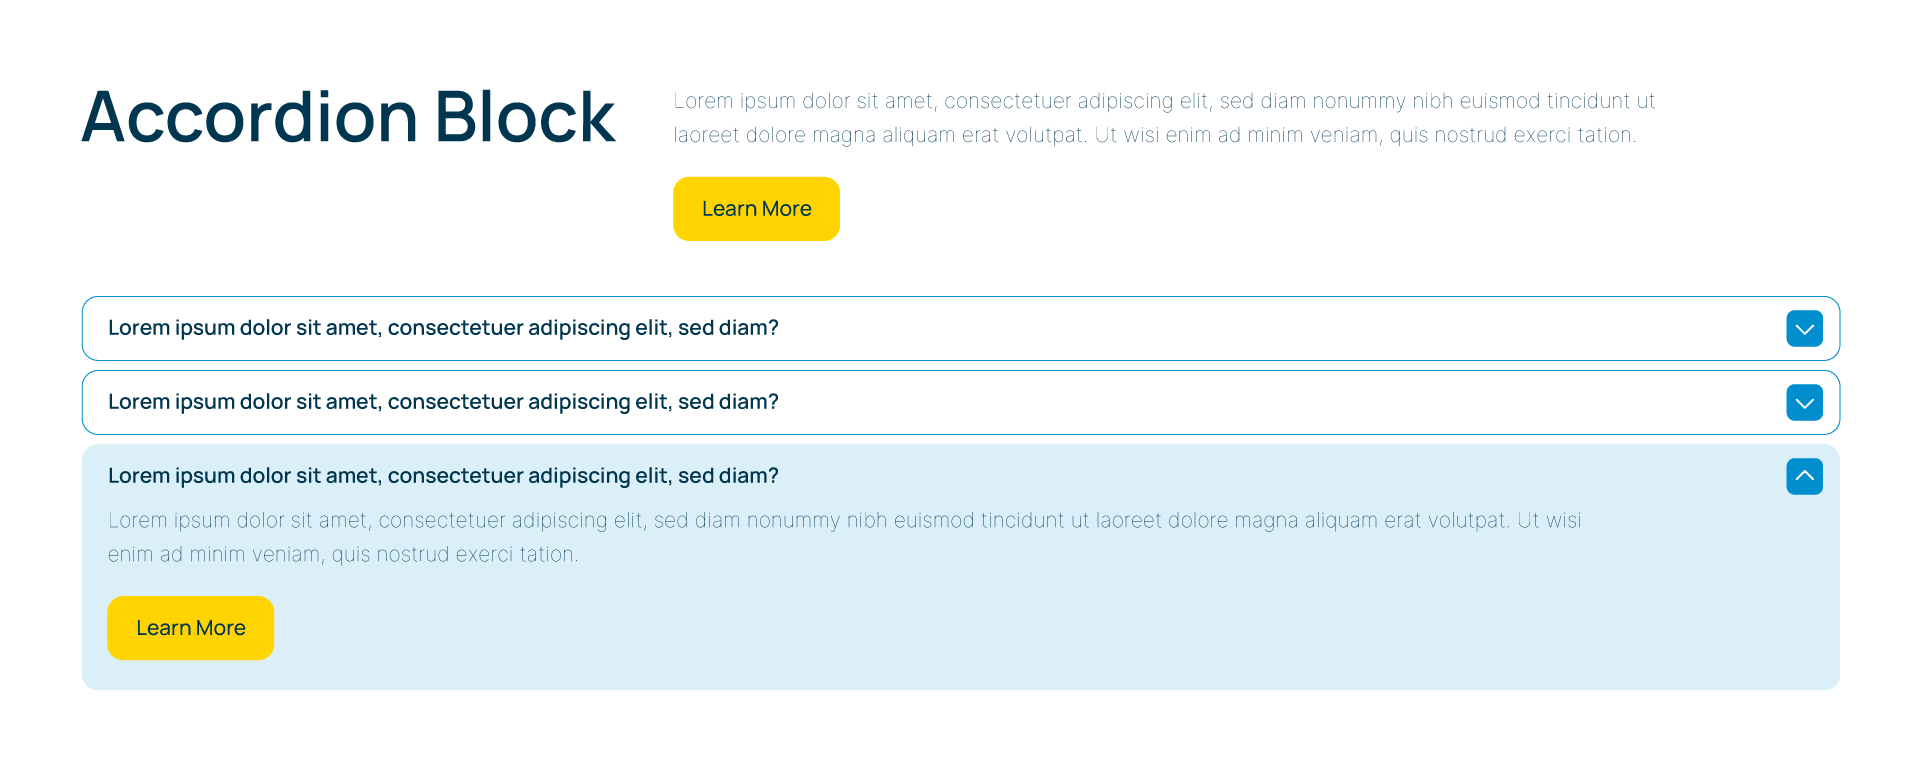 Accordion Block
Lorem ipsum dolor sit amet, consectetuer adipiscing elit, sed diam nonummy nibh euismod tincidunt ut
laoreet dolore magna aliquam erat volutpat. Ut wisi enim ad minim veniam, quis nostrud exerci tation.
Learn More
Lorem ipsum dolor sit amet, consectetuer adipiscing elit, sed diam?
Lorem ipsum dolor sit amet, consectetuer adipiscing elit, sed diam?
Lorem ipsum dolor sit amet, consectetuer adipiscing elit, sed diam?
Lorem ipsum dolor sit amet, consectetuer adipiscing elit, sed diam nonummy nibh euismod tincidunt ut laoreet dolore magna aliquam erat volutpat. Ut wisi
enim ad minim veniam, quis nostrud exerci tation.
Learn More